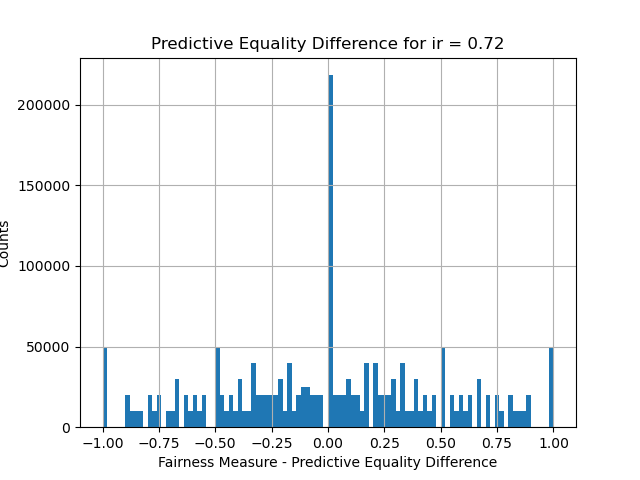 Predictive Equality Difference for ir = 0.72
Counts
200000
150000
100000
50000
0
−1.00 −0.75 −0.50 −0.25 0.00 0.25 0.50 0.75 1.00
Fairness Measure - Predictive Equality Difference